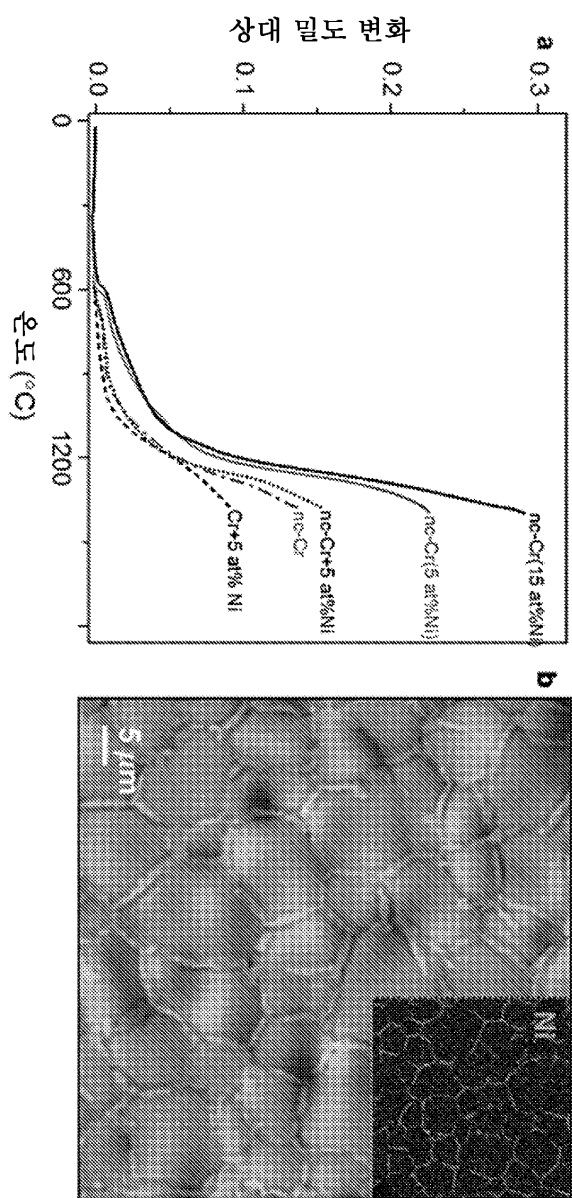 a
상대 밀도 변화
0.3
0.2
0.1
0.0
0
600
1200
온도 (°C)
nc-Cr(15 at%Ni)
nc-Cr(5 at%Ni)
nc-Cr+5 at%Ni
nc-Cr
Cr+5 at% Ni
b
Ni
5 µm